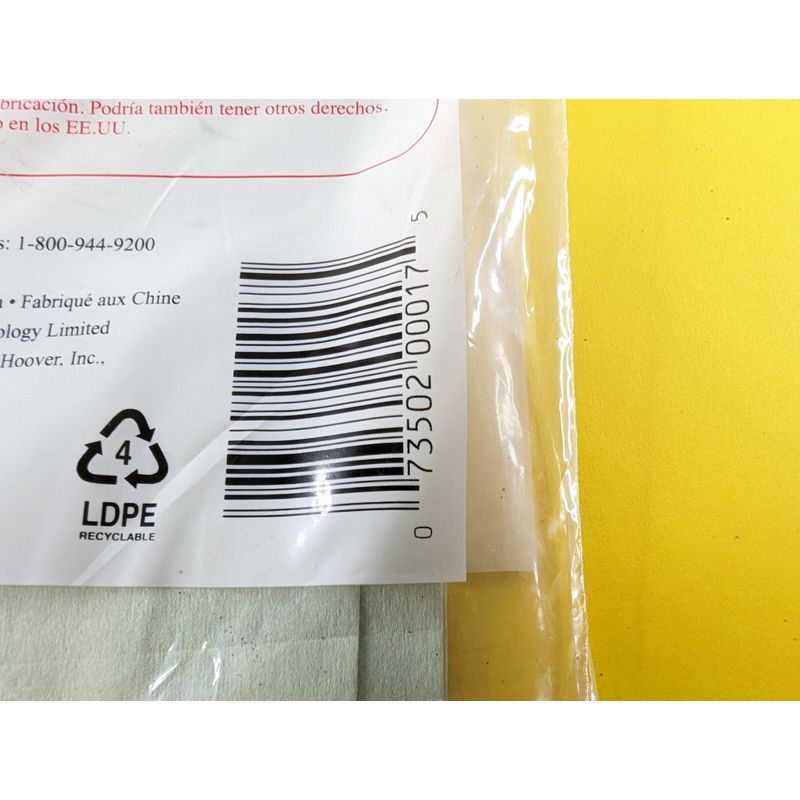 bricación. Podría también tener otros derechos.
o en los EE.UU.
s: 1-800-944-9200
• Fabriqué aux Chine
ology Limited
Hoover, Inc.,
4
LDPE
RECYCLABLE
0 73502 00017 5